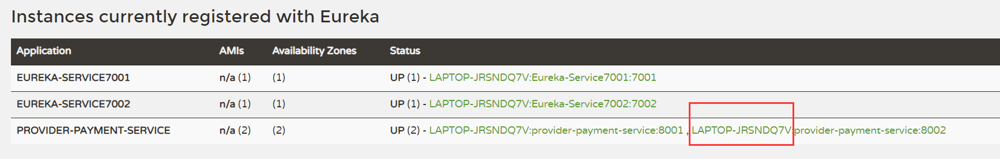 Instances currently registered with Eureka
Application AMIs Availability Zones Status
EUREKA-SERVICE7001 n/a (1) (1) UP (1) - LAPTOP-JRSNDQ7V:Eureka-Service7001:7001
EUREKA-SERVICE7002 n/a (1) (1) UP (1) - LAPTOP-JRSNDQ7V:Eureka-Service7002:7002
PROVIDER-PAYMENT-SERVICE n/a (2) (2) UP (2) - LAPTOP-JRSNDQ7V:provider-payment-service:8001 , LAPTOP-JRSNDQ7V:provider-payment-service:8002